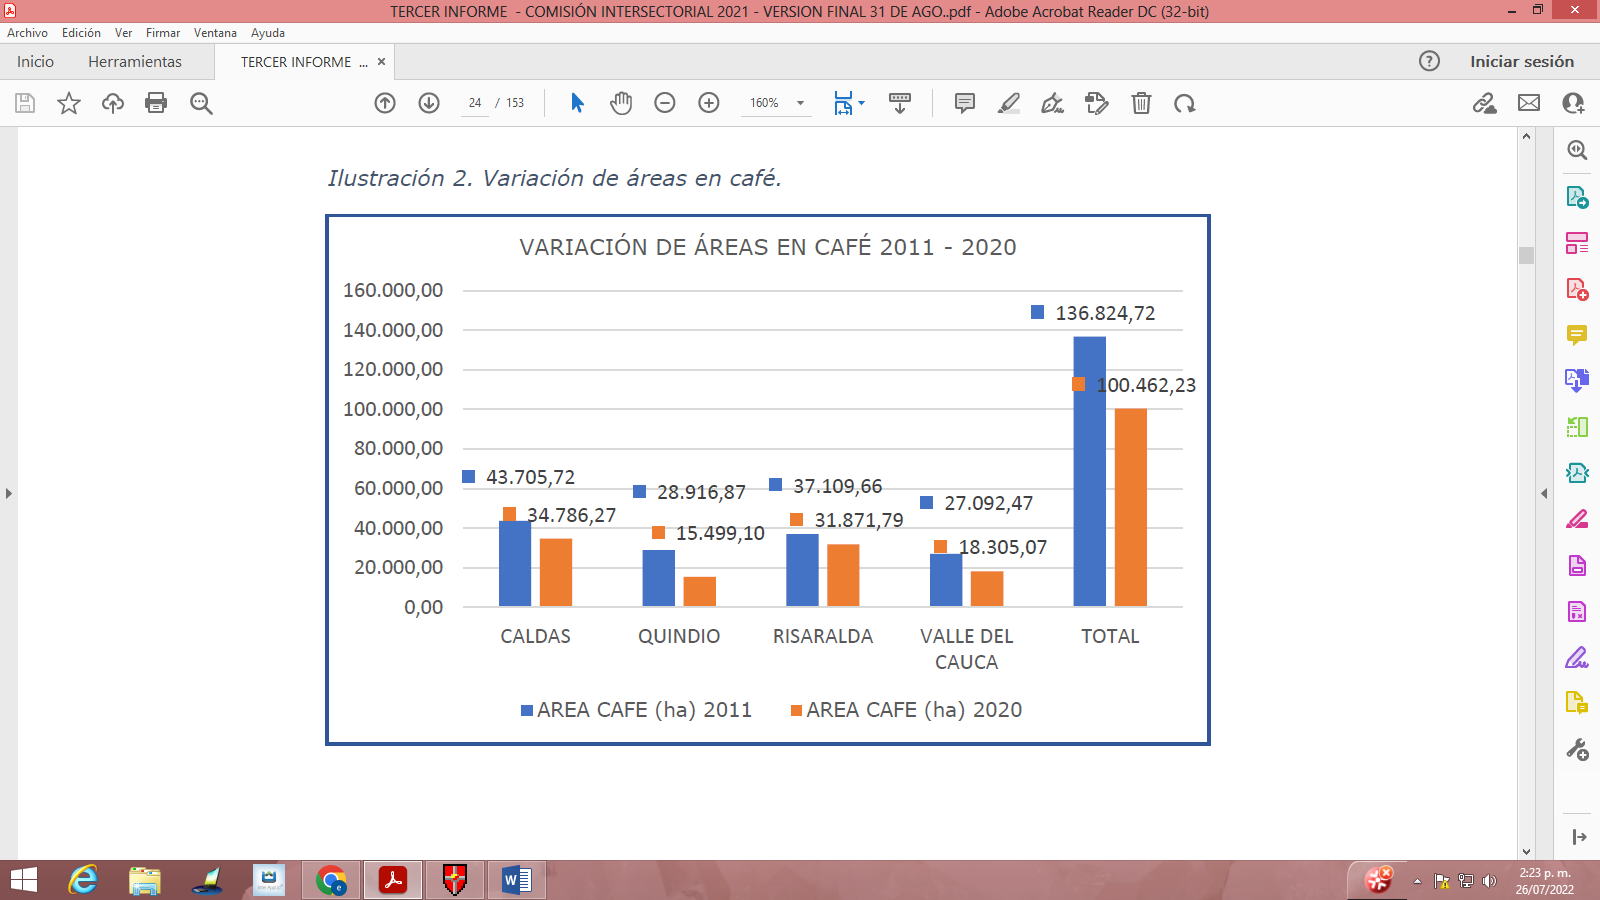 TERCER INFORME - COMISIÓN INTERSECTORIAL 2021 - VERSION FINAL 31 DE AGO..pdf - Adobe Acrobat Reader DC (32-bit)
Archivo Edición Ver Firmar Ventana Ayuda
Inicio Herramientas TERCER INFORME ... × Iniciar sesión
24 / 153 160%
Ilustración 2. Variación de áreas en café.
VARIACIÓN DE ÁREAS EN CAFÉ 2011 - 2020
160.000,00
140.000,00
120.000,00
100.000,00
80.000,00
60.000,00
40.000,00
20.000,00
0,00
43.705,72
34.786,27
28.916,87
15.499,10
37.109,66
31.871,79
27.092,47
18.305,07
136.824,72
100.462,23
CALDAS
QUINDIO
RISARALDA
VALLE DEL
CAUCA
TOTAL
AREA CAFE (ha) 2011
AREA CAFE (ha) 2020
2:23 p. m.
26/07/2022